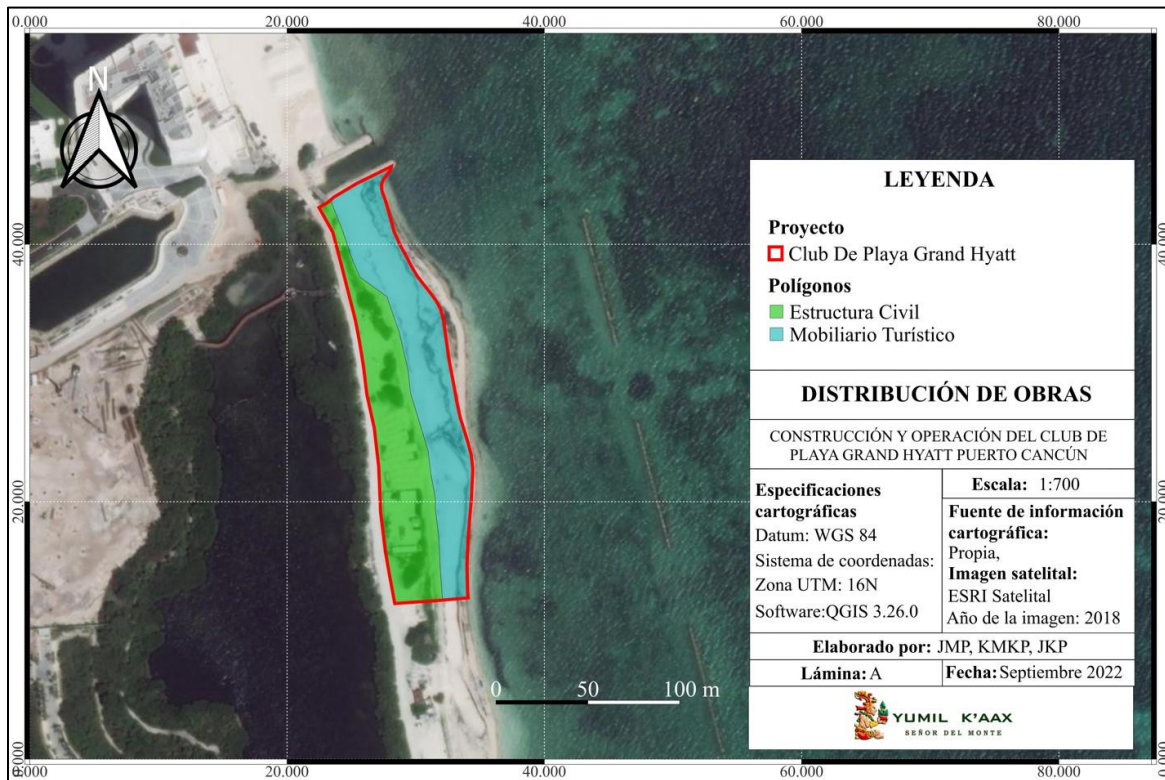 0.000
20.000
40.000
60.000
80.000
N
40.000
20.000
0.000
40.000
20.000
0.000
LEYENDA
Proyecto
Club De Playa Grand Hyatt
Polígonos
Estructura Civil
Mobiliario Turístico
DISTRIBUCIÓN DE OBRAS
CONSTRUCCIÓN Y OPERACIÓN DEL CLUB DE
PLAYA GRAND HYATT PUERTO CANCÚN
Especificaciones
cartográficas
Datum: WGS 84
Sistema de coordenadas:
Zona UTM: 16N
Software:QGIS 3.26.0
Escala: 1:700
Fuente de información
cartográfica:
Propia,
Imagen satelital:
ESRI Satelital
Año de la imagen: 2018
Elaborado por: JMP, KMKP, JKP
Lámina: A
Fecha: Septiembre 2022
YUMIL K'AAX
SEÑOR DEL MONTE
0 50 100 m
0.000
20.000
40.000
60.000
80.000